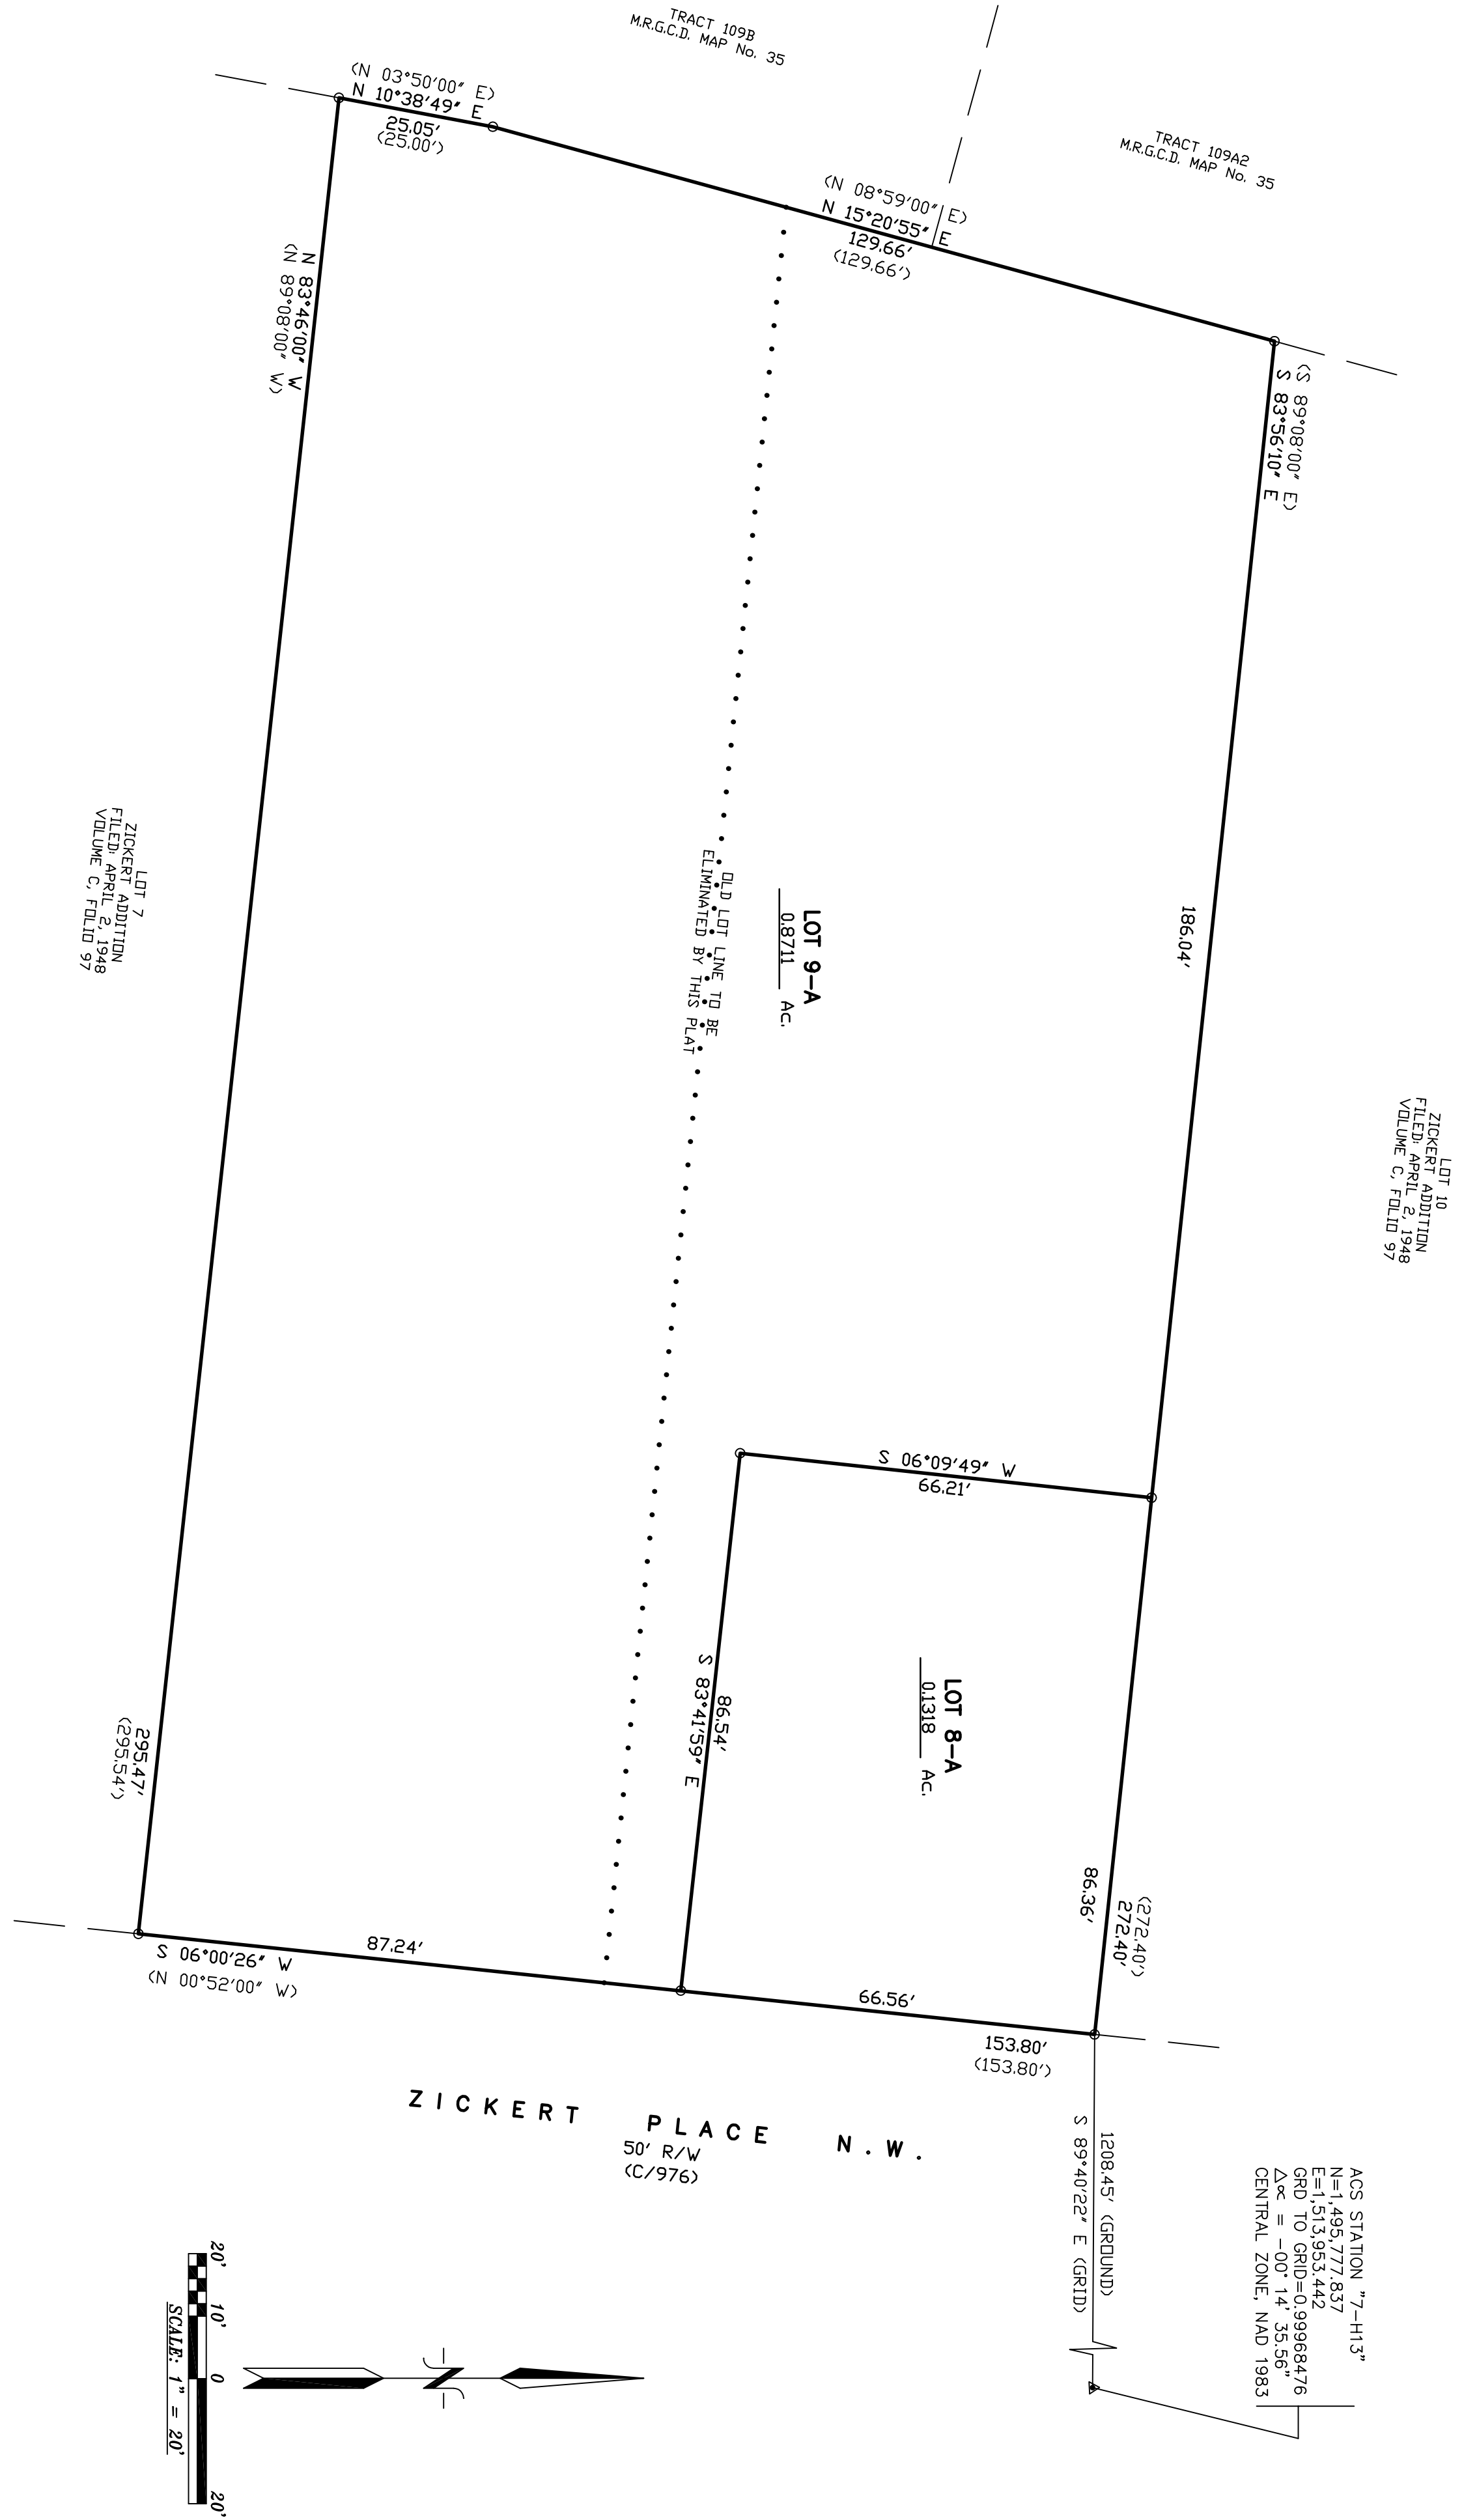 TRACT 109B
M.R.G.C.D. MAP No. 35
TRACT 109A2
M.R.G.C.D. MAP No. 35
(N 03°50'00" E)
N 10°38'49" E
25.05'
(25.00')
(N 08°59'00" E)
N 15°20'55" E
129.66'
(129.66')
N 83°46'00" W
(N 89°08'00" W)
(S 89°08'00" E)
S 83°56'10" E
186.04'
LOT 9-A
0.8711 Ac.
OLD LOT LINE TO BE
ELIMINATED BY THIS PLAT
LOT 7
ZICKERT ADDITION
FILED: APRIL 2, 1948
VOLUME C, FOLIO 97
LOT 10
ZICKERT ADDITION
FILED: APRIL 2, 1948
VOLUME C, FOLIO 97
S 06°09'49" W
66.21'
86.54'
S 83°41'59" E
LOT 8-A
0.1318 Ac.
86.36'
(272.40')
272.40'
295.47'
(295.54')
S 06°00'26" W
(N 00°52'00" W)
87.24'
66.56'
153.80'
(153.80')
ZICKERT PLACE N.W.
50' R/W
(C/976)
1208.45' (GROUND)
S 89°40'22" E (GRID)
ACS STATION "7-H13"
N=1,495,777.837
E=1,513,953.442
GRD TO GRID=0.99968476
△∝ = -00° 14' 35.56"
CENTRAL ZONE, NAD 1983
N
20' 10' 0 20'
SCALE: 1" = 20'